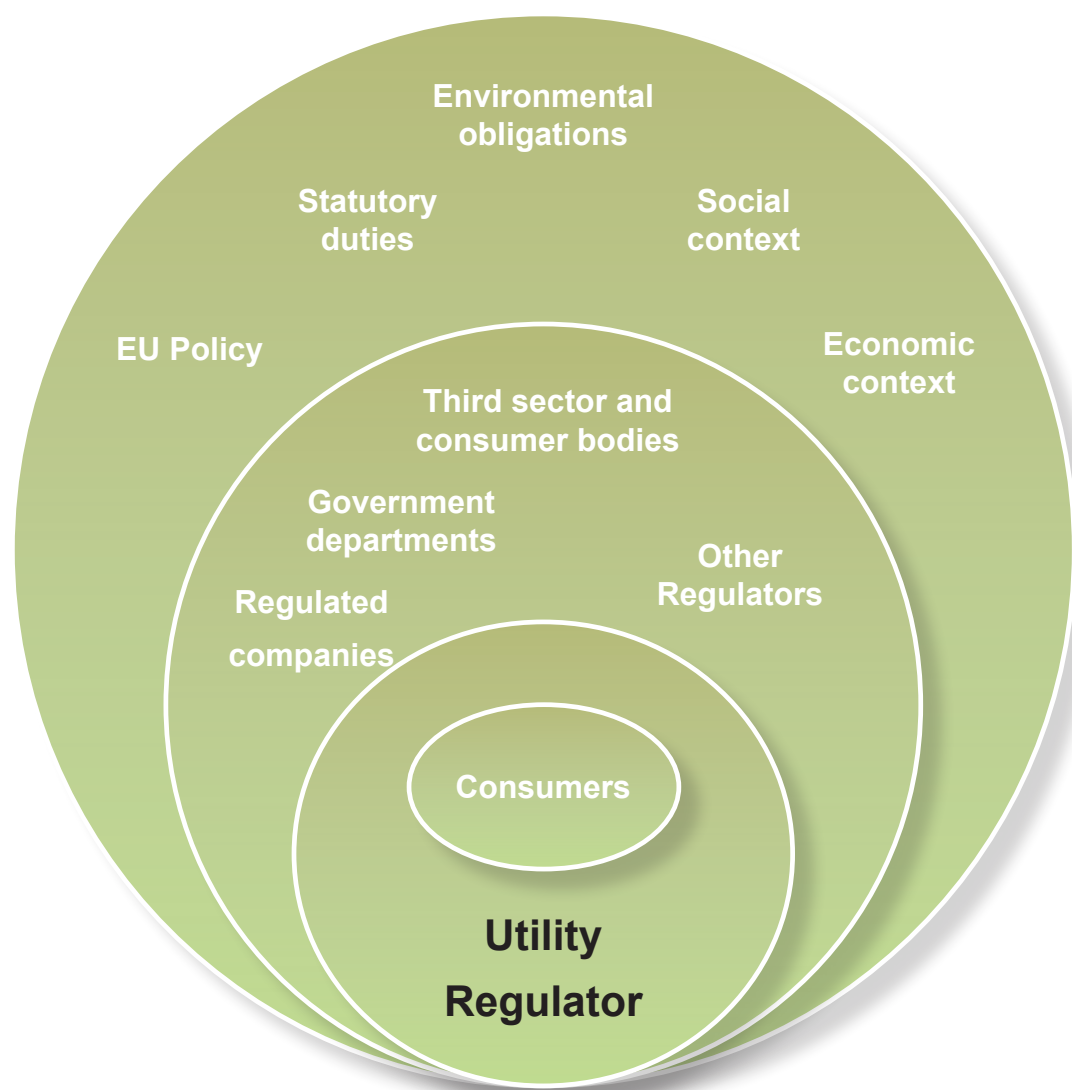 Environmental
obligations
Statutory
duties
Social
context
EU Policy
Economic
context
Third sector and
consumer bodies
Government
departments
Other
Regulators
Regulated
companies
Consumers
Utility
Regulator